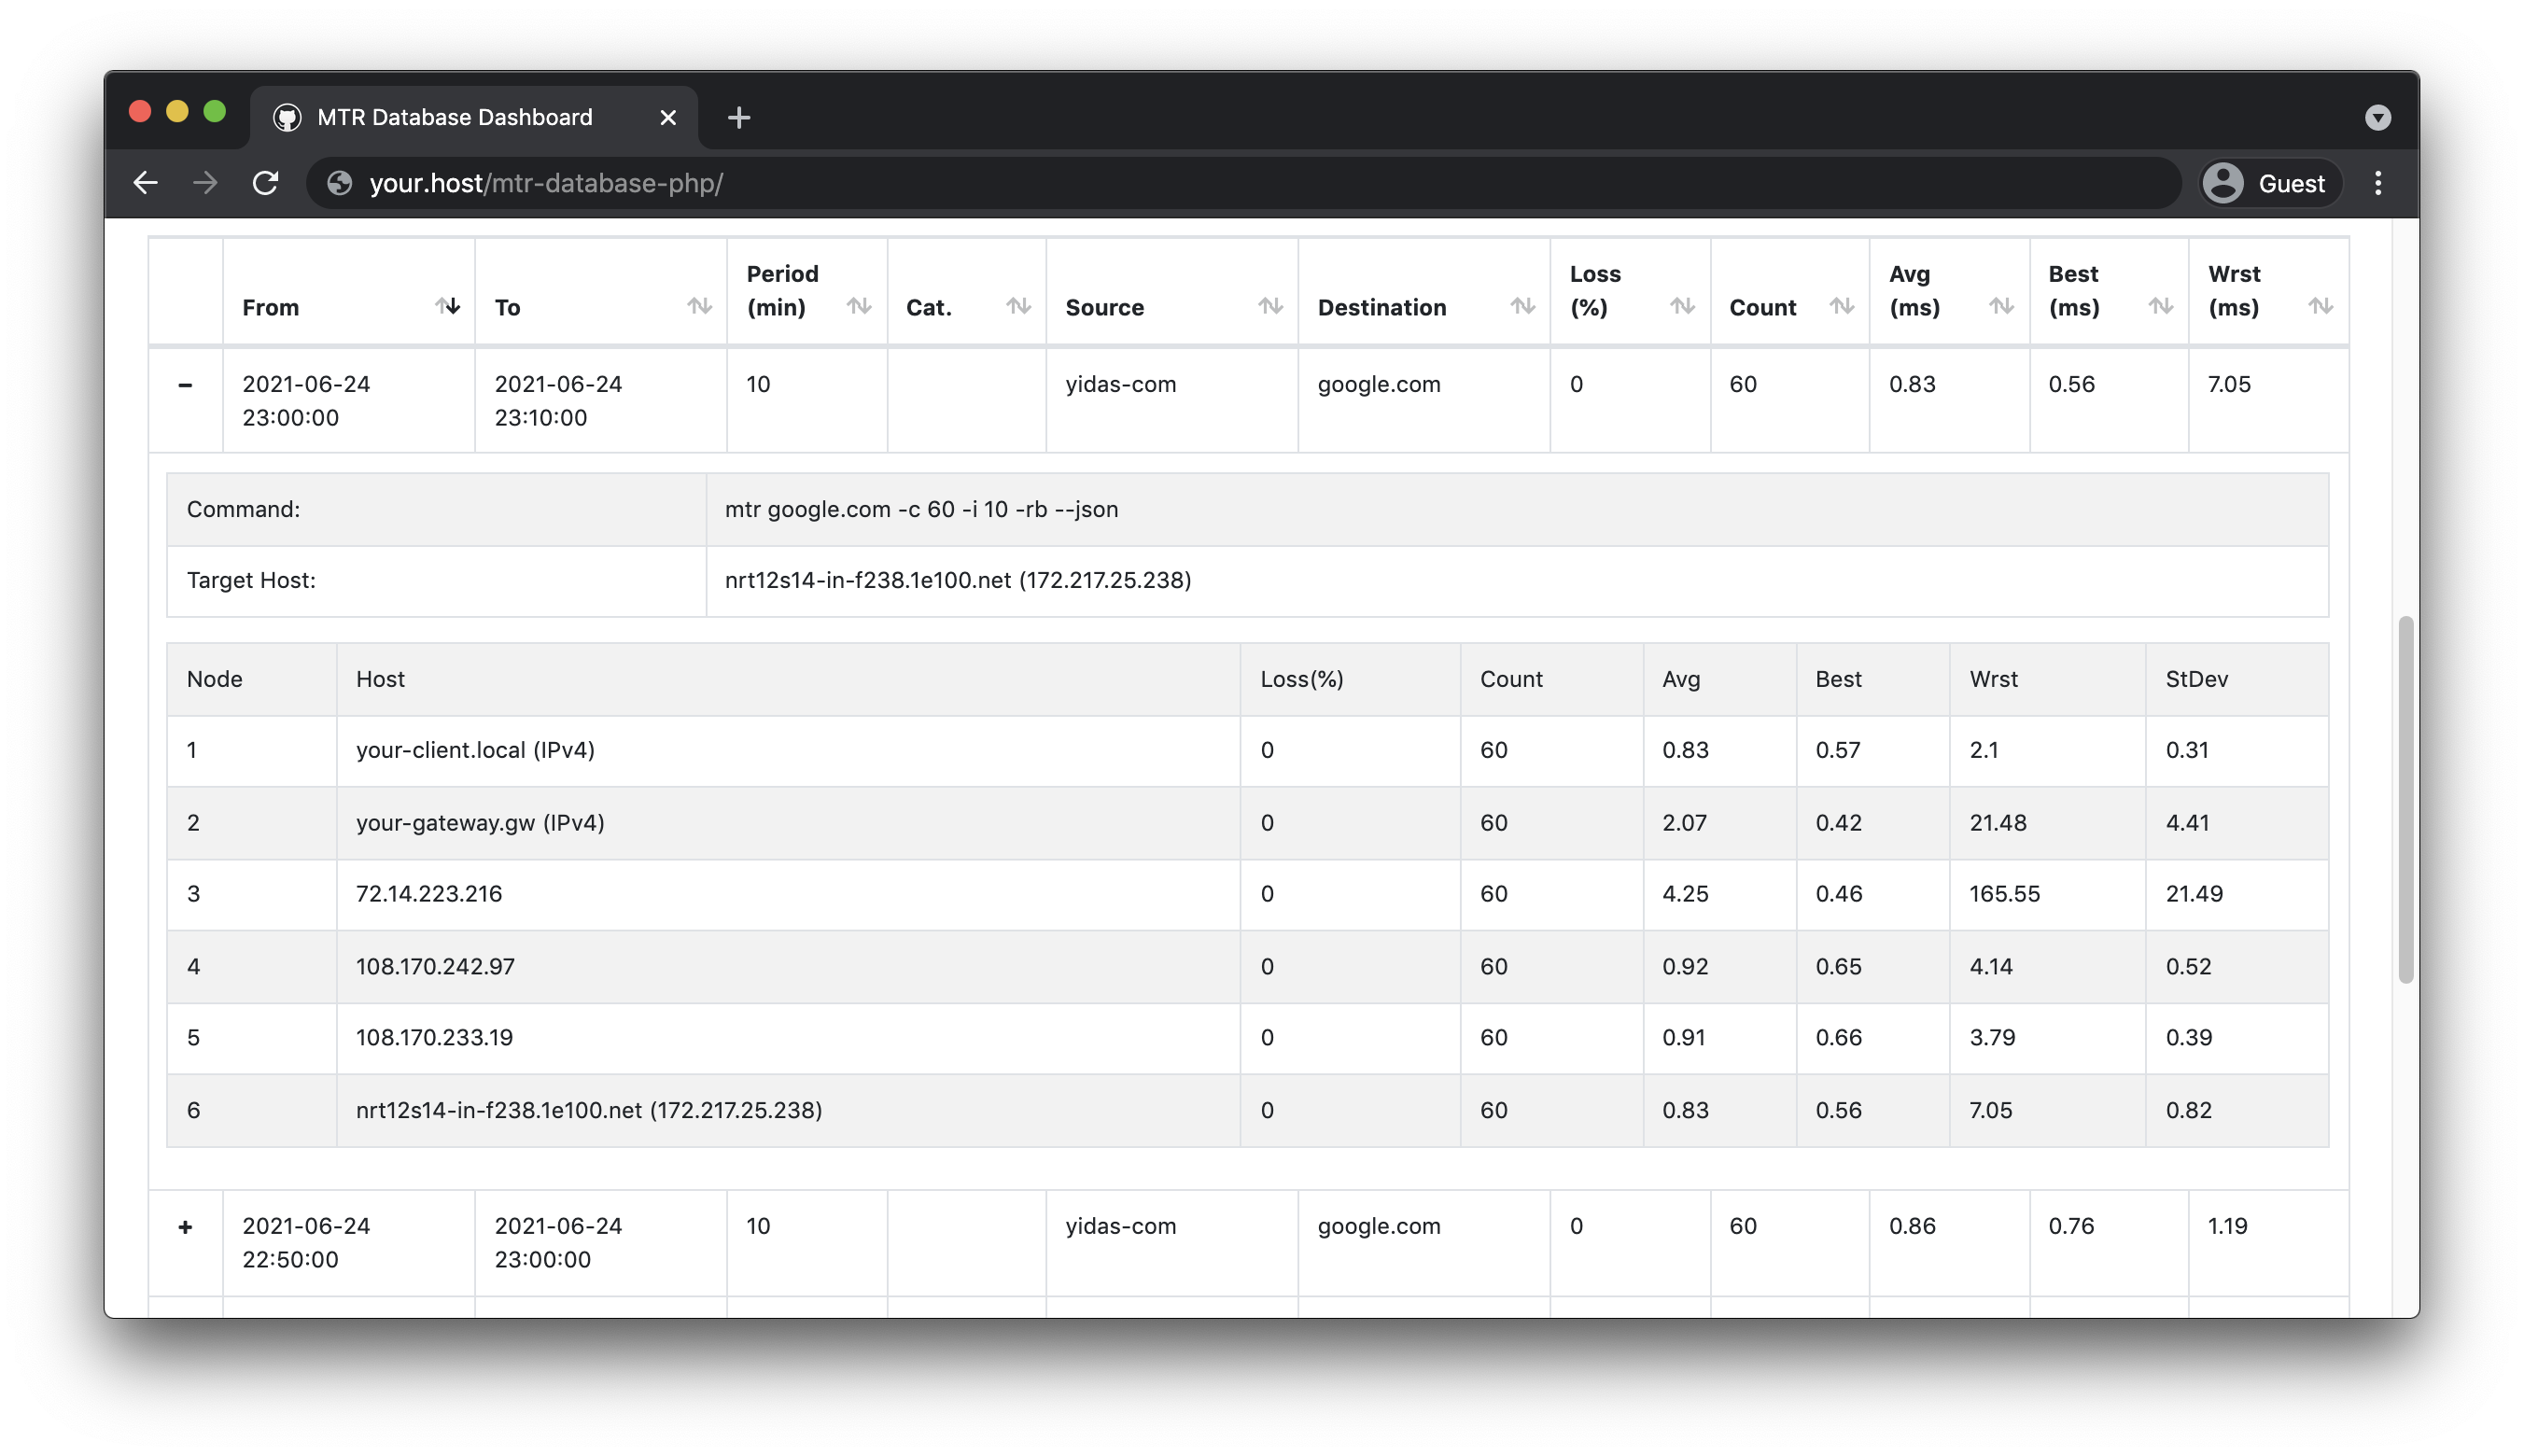 MTR Database Dashboard
your.host/mtr-database-php/
Guest
From To Period (min) Cat. Source Destination Loss (%) Count Avg (ms) Best (ms) Wrst (ms)
2021-06-24 23:00:00 2021-06-24 23:10:00 10 yidas-com google.com 0 60 0.83 0.56 7.05
Command: mtr google.com -c 60 -i 10 -rb --json
Target Host: nrt12s14-in-f238.1e100.net (172.217.25.238)
Node Host Loss(%) Count Avg Best Wrst StDev
1 your-client.local (IPv4) 0 60 0.83 0.57 2.1 0.31
2 your-gateway.gw (IPv4) 0 60 2.07 0.42 21.48 4.41
3 72.14.223.216 0 60 4.25 0.46 165.55 21.49
4 108.170.242.97 0 60 0.92 0.65 4.14 0.52
5 108.170.233.19 0 60 0.91 0.66 3.79 0.39
6 nrt12s14-in-f238.1e100.net (172.217.25.238) 0 60 0.83 0.56 7.05 0.82
2021-06-24 22:50:00 2021-06-24 23:00:00 10 yidas-com google.com 0 60 0.86 0.76 1.19